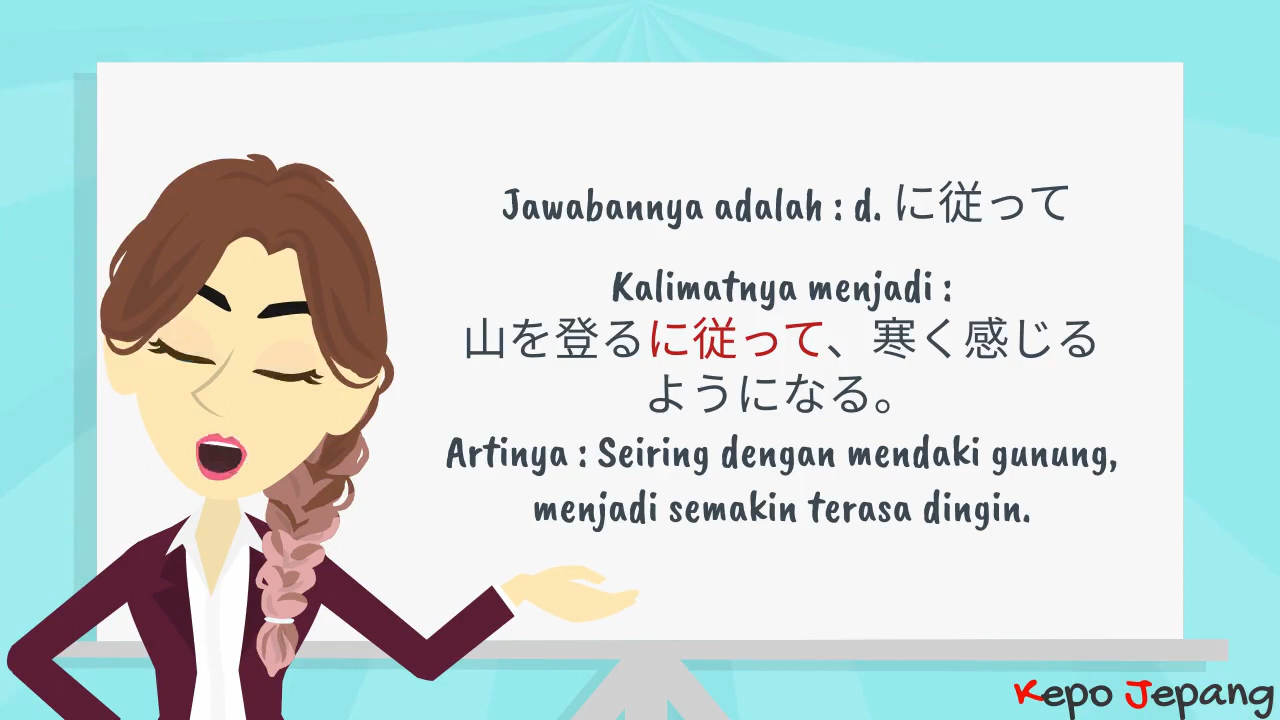 Jawabannya adalah : d. に従って
Kalimatnya menjadi :
山を登るに従って、寒く感じる
ようになる。
Artinya : Seiring dengan mendaki gunung,
menjadi semakin terasa dingin.
Kepo Jepang